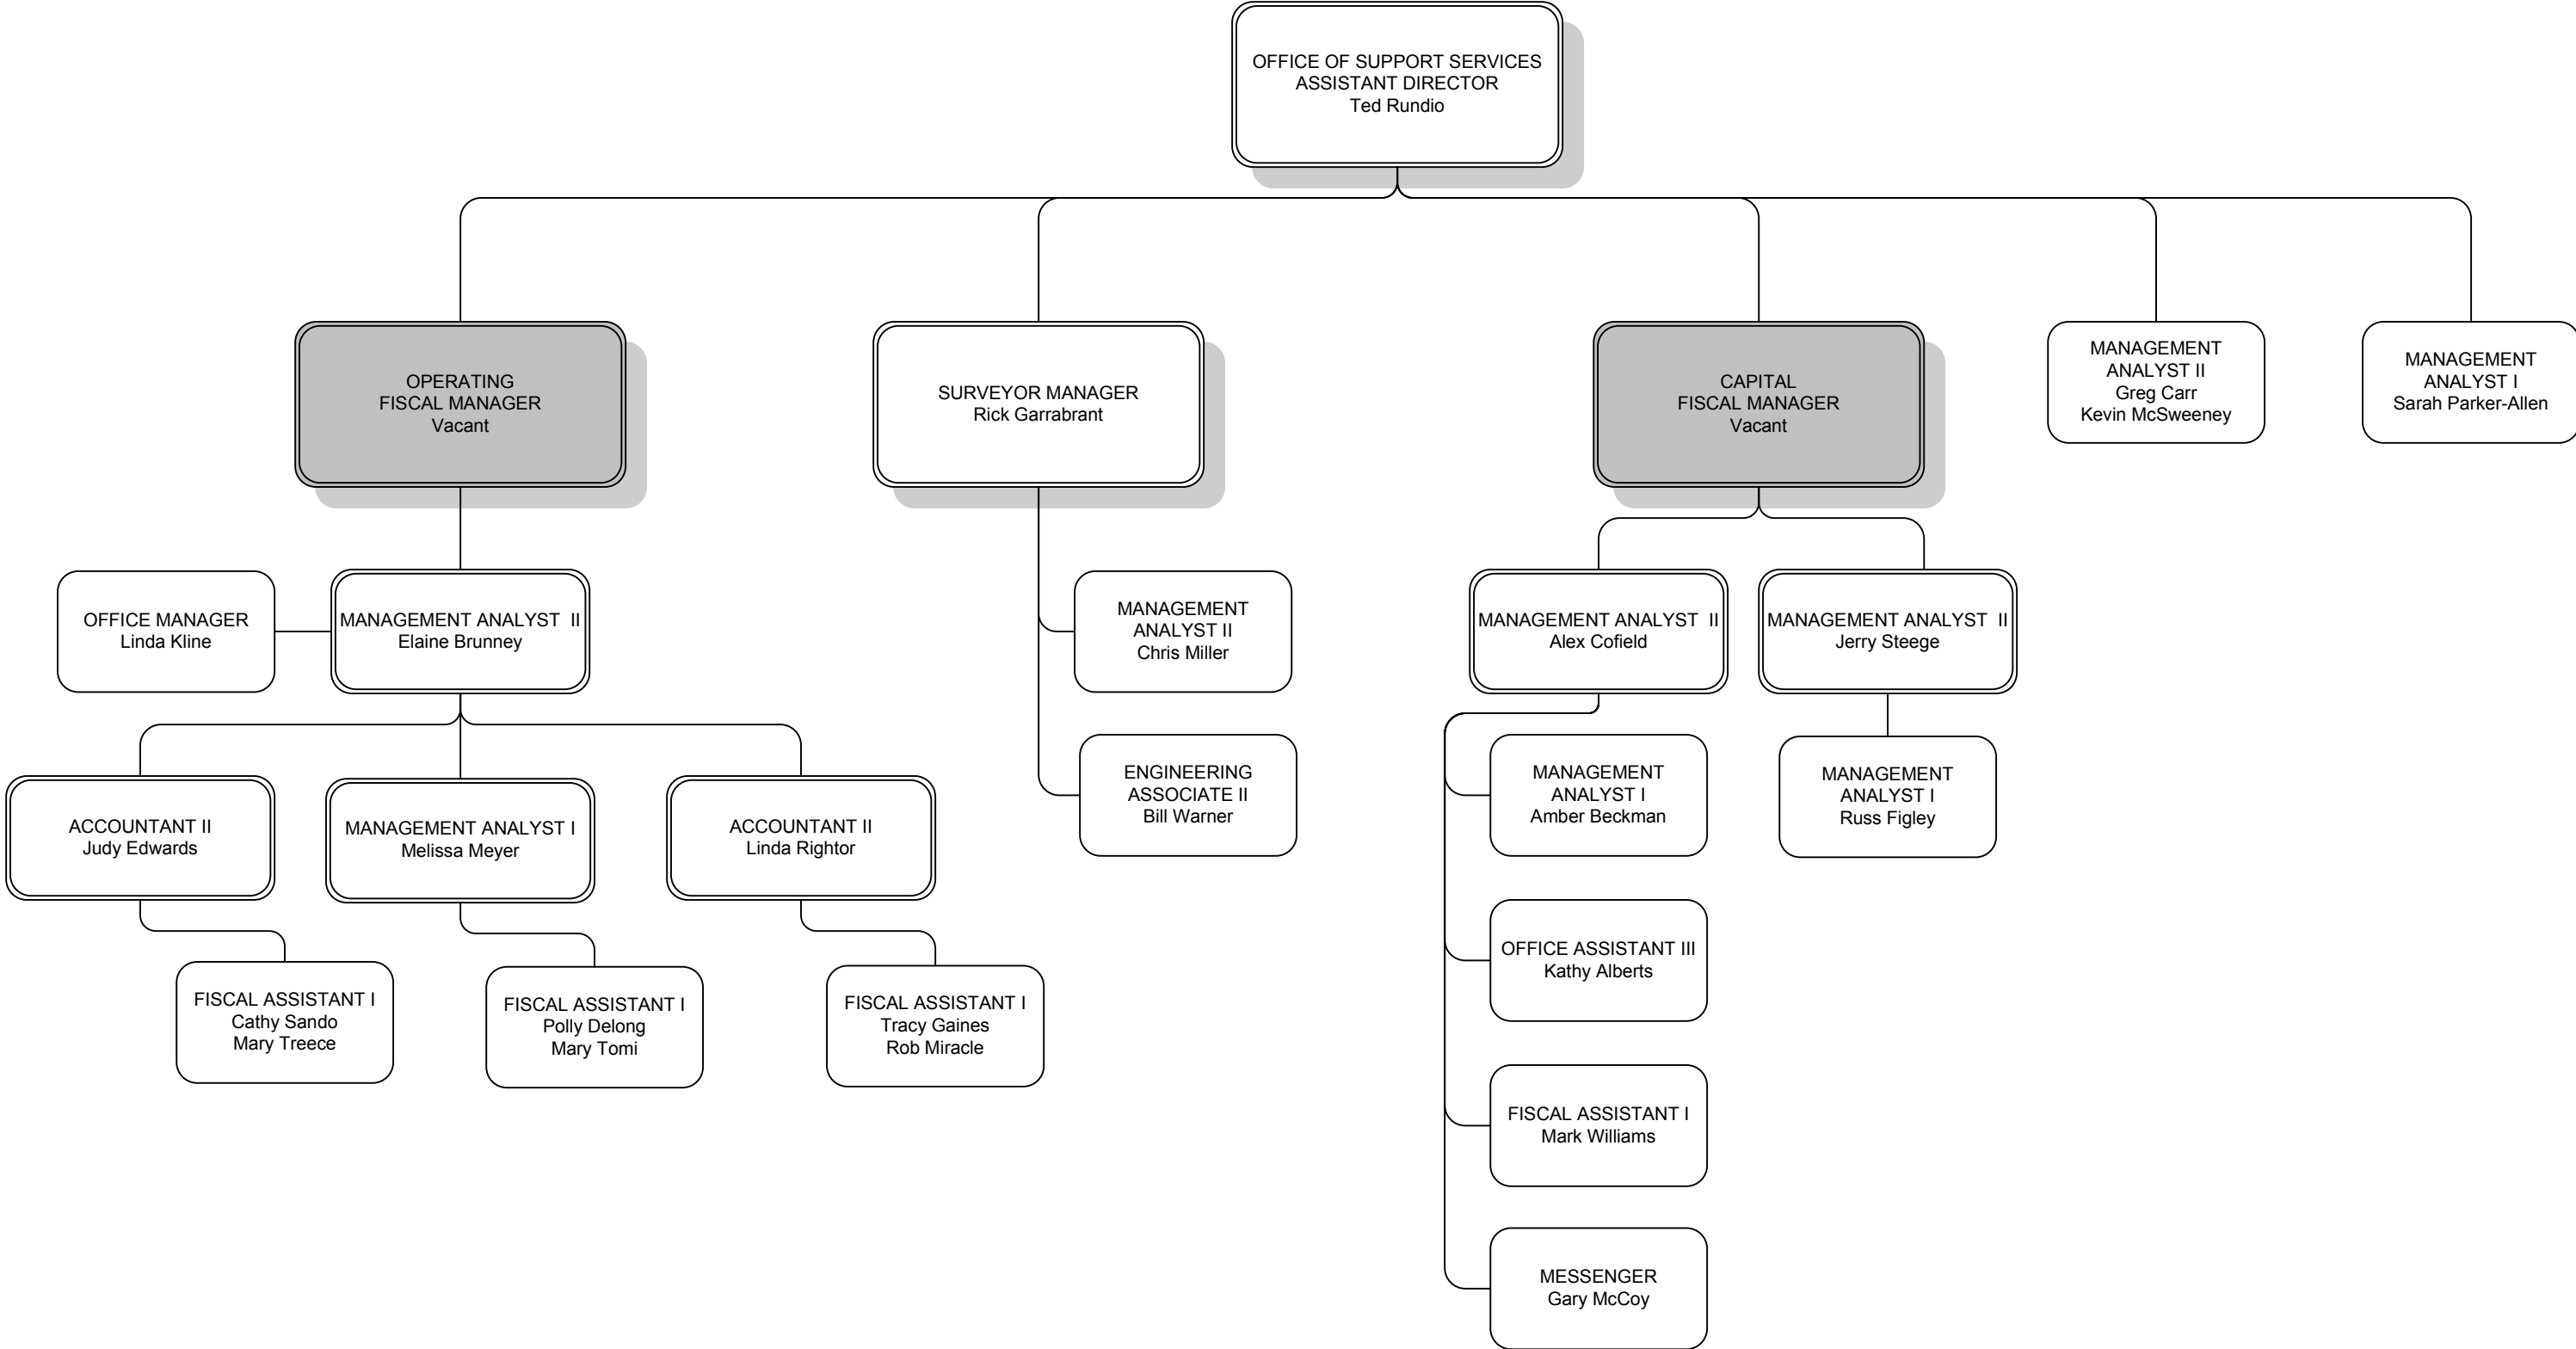 OFFICE OF SUPPORT SERVICES
ASSISTANT DIRECTOR
Ted Rundio
OPERATING
FISCAL MANAGER
Vacant
SURVEYOR MANAGER
Rick Garrabrant
CAPITAL
FISCAL MANAGER
Vacant
MANAGEMENT
ANALYST II
Greg Carr
Kevin McSweeney
MANAGEMENT
ANALYST I
Sarah Parker-Allen
OFFICE MANAGER
Linda Kline
MANAGEMENT ANALYST II
Elaine Brunney
MANAGEMENT
ANALYST II
Chris Miller
MANAGEMENT ANALYST II
Alex Cofield
MANAGEMENT ANALYST II
Jerry Steege
ACCOUNTANT II
Judy Edwards
MANAGEMENT ANALYST I
Melissa Meyer
ACCOUNTANT II
Linda Rightor
ENGINEERING
ASSOCIATE II
Bill Warner
MANAGEMENT
ANALYST I
Amber Beckman
MANAGEMENT
ANALYST I
Russ Figley
FISCAL ASSISTANT I
Cathy Sando
Mary Treece
FISCAL ASSISTANT I
Polly Delong
Mary Tomi
FISCAL ASSISTANT I
Tracy Gaines
Rob Miracle
OFFICE ASSISTANT III
Kathy Alberts
FISCAL ASSISTANT I
Mark Williams
MESSENGER
Gary McCoy